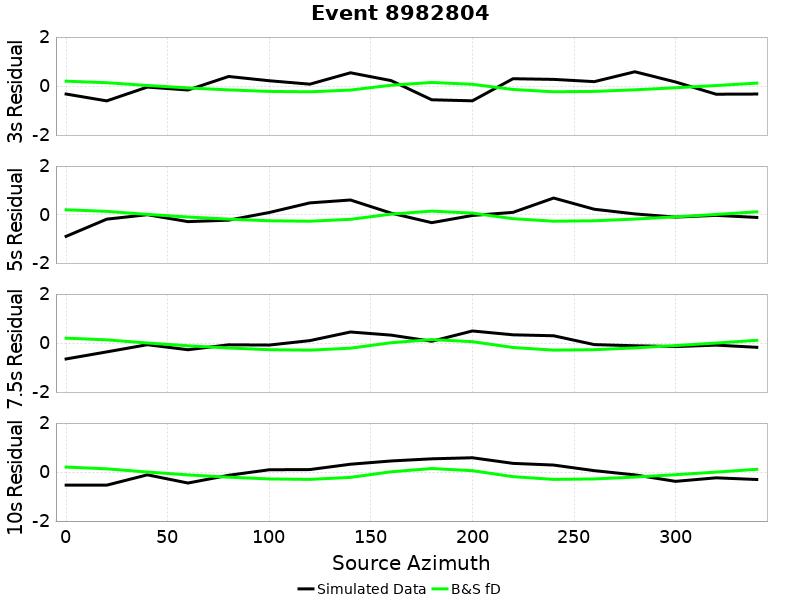 Event 8982804
3s Residual
2
0
-2
5s Residual
2
0
-2
7.5s Residual
2
0
-2
10s Residual
2
0
-2
0 50 100 150 200 250 300
Source Azimuth
Simulated Data B&S fD